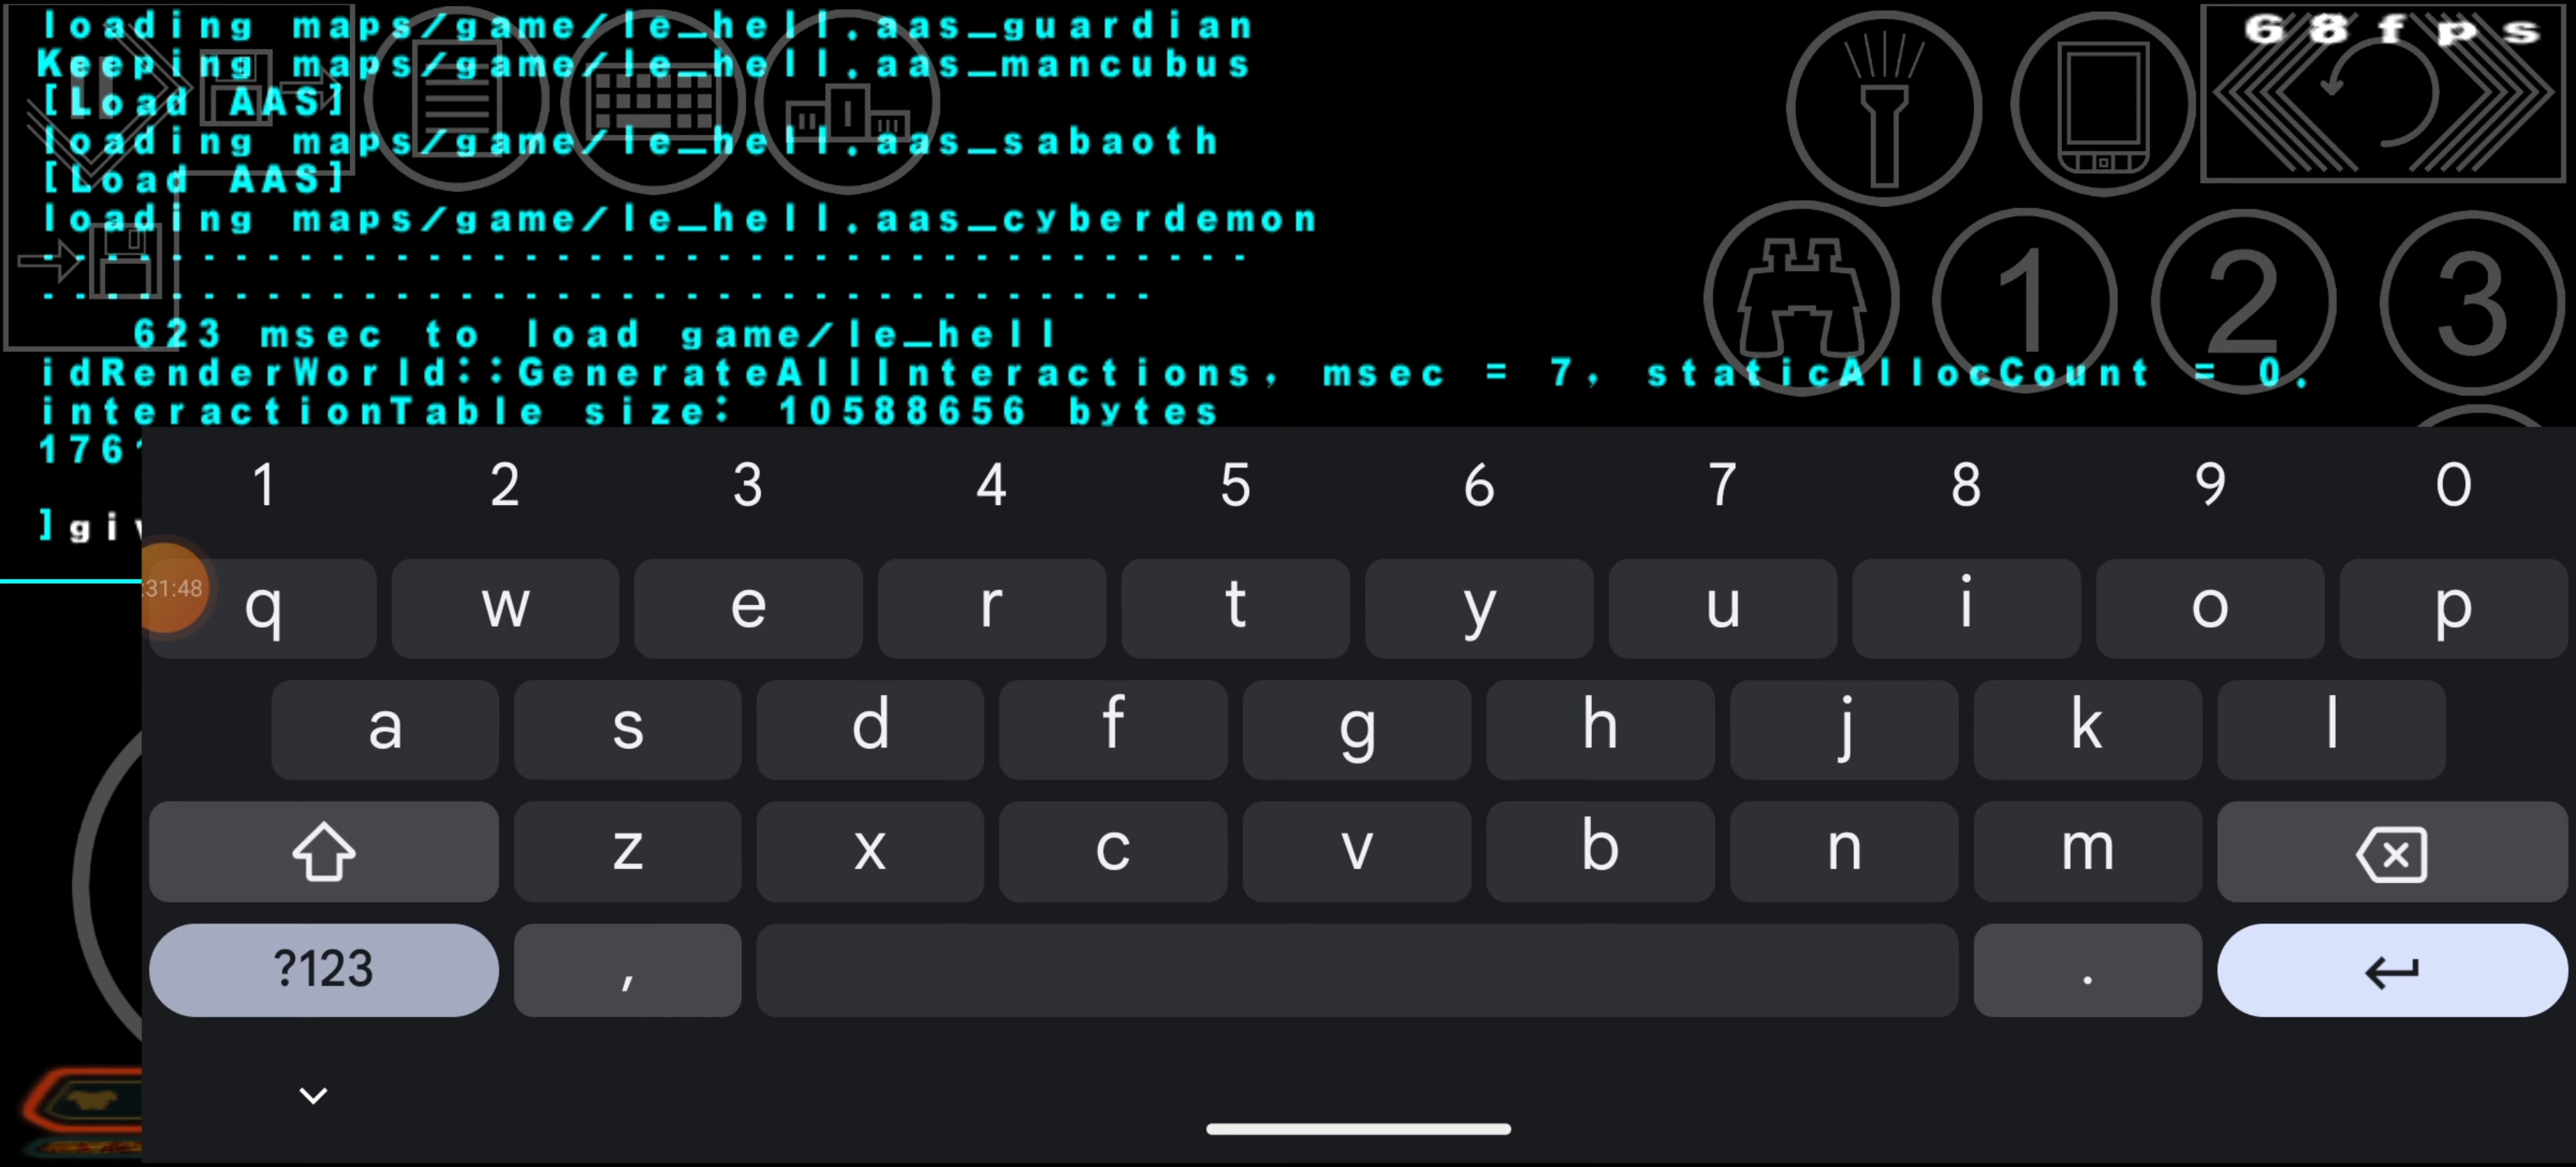 loading maps/game/le_hell.aas_guardian
68fps
Keeping maps/game/le_hell.aas_mancubus
[Load AAS]
loading maps/game/le_hell.aas_sabaoth
[Load AAS]
loading maps/game/le_hell.aas_cyberdemon
--------------------------------------
-----------------------------------
623 msec to load game/le_hell
idRenderWorld::GenerateAllInteractions, msec = 7, staticAllocCount = 0.
interactionTable size: 10588656 bytes
176
]gi
1 2 3
1 2 3 4 5 6 7 8 9 0
:31:48
q w e r t y u i o p
a s d f g h j k l
z x c v b n m
?123 , .